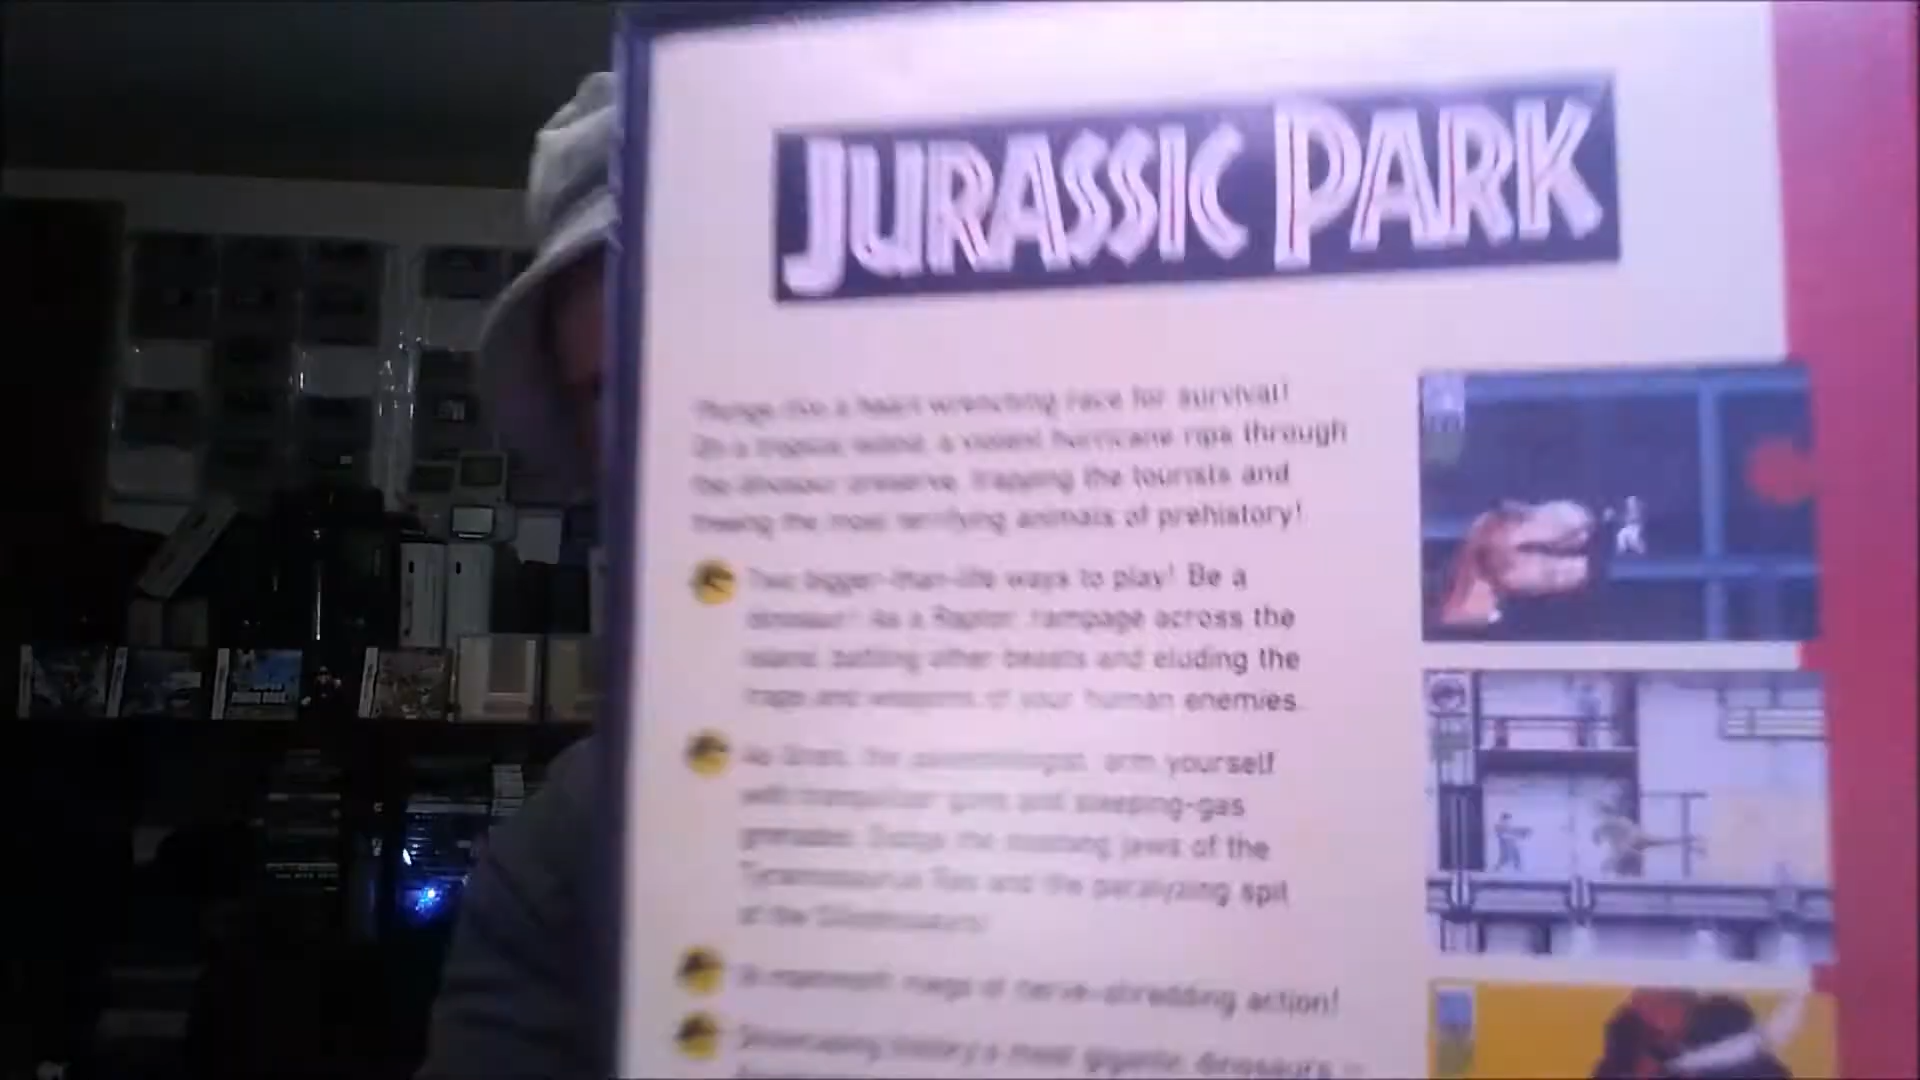 JURASSIC PARK
Plunge into a heart wrenching race for survival!
On a tropical island, a violent hurricane rips through
the dinosaur preserve, trapping the tourists and
freeing the most terrifying animals of prehistory!
Two bigger-than-life ways to play! Be a
dinosaur! As a Raptor, rampage across the
island, battling other beasts and eluding the
traps and weapons of your human enemies.
As Grant, the paleontologist, arm yourself
with tranquilizer guns and sleeping-gas
grenades. Dodge the gnashing jaws of the
Tyrannosaurus Rex and the paralyzing spit
of the
of nerve-shredding action!
most gigantic dinosaurs —